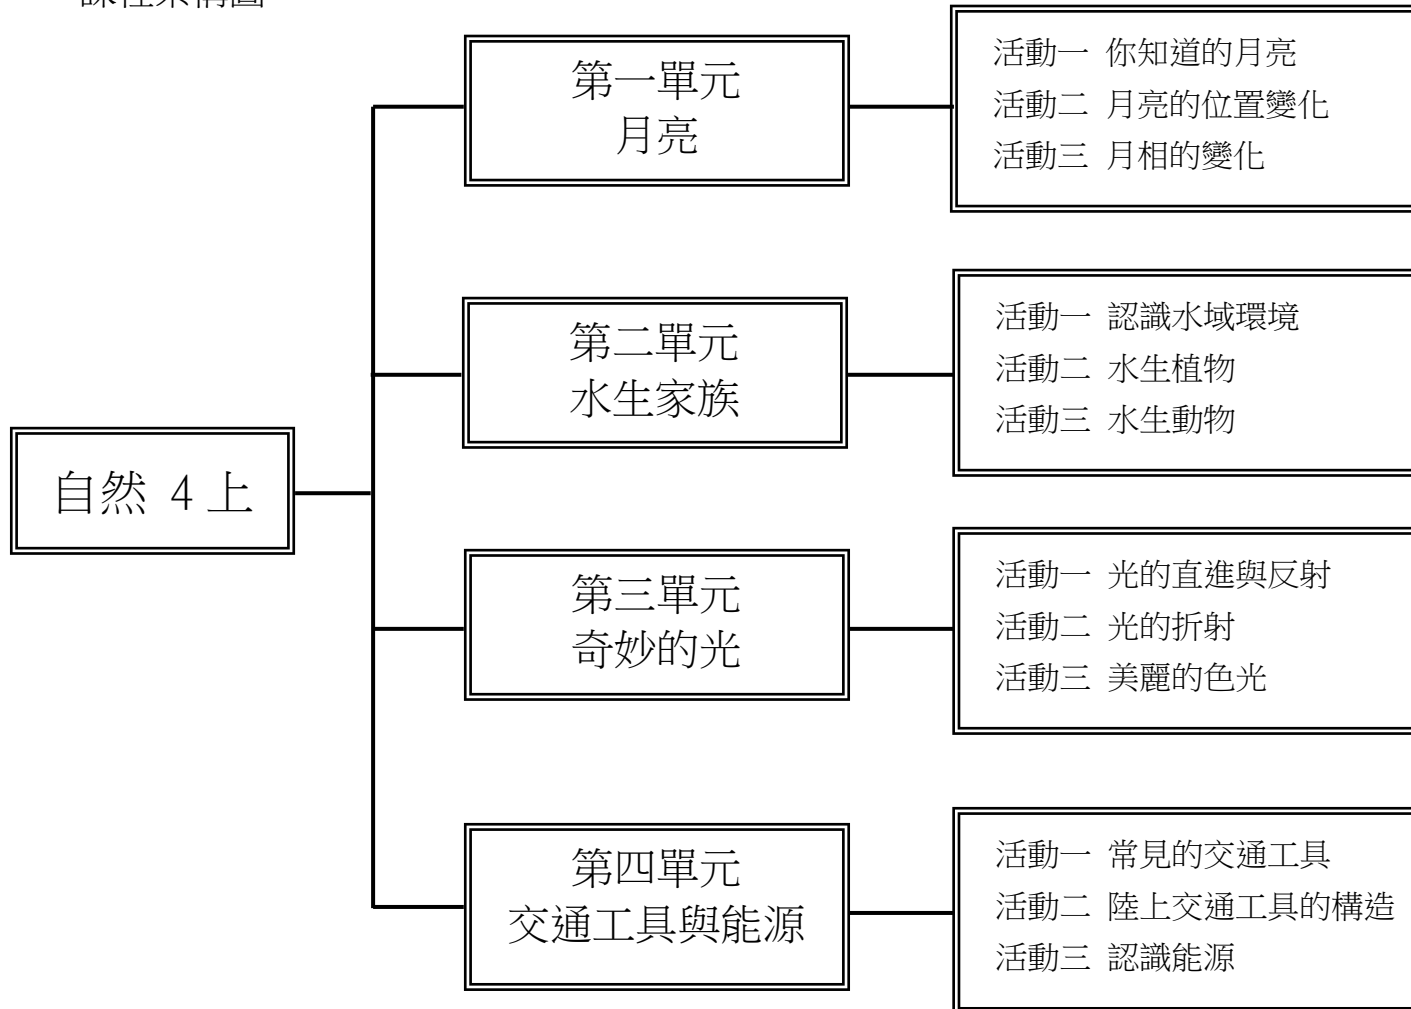 課程架構圖
自然 4上
第一單元
月亮
活動一 你知道的月亮
活動二 月亮的位置變化
活動三 月相的變化
第二單元
水生家族
活動一 認識水域環境
活動二 水生植物
活動三 水生動物
第三單元
奇妙的光
活動一 光的直進與反射
活動二 光的折射
活動三 美麗的色光
第四單元
交通工具與能源
活動一 常見的交通工具
活動二 陸上交通工具的構造
活動三 認識能源